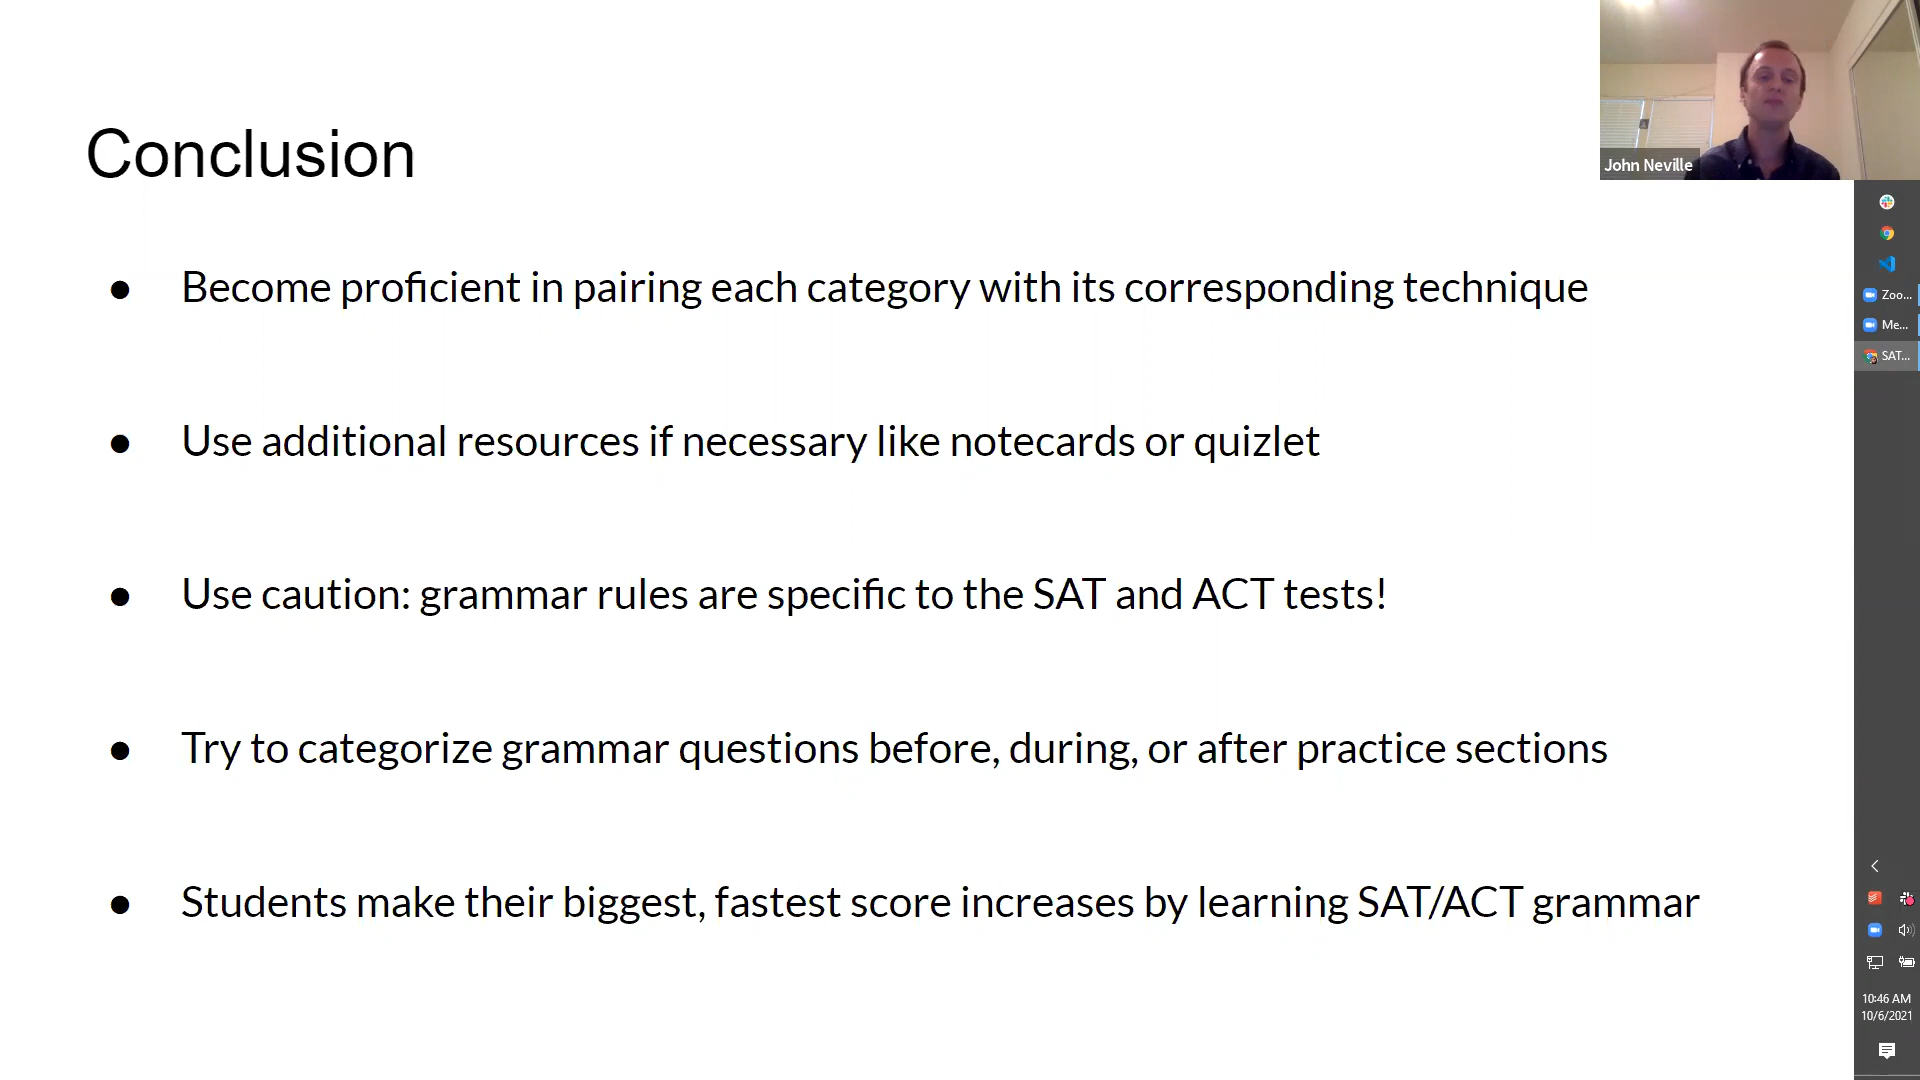 John Neville
Conclusion
● Become proficient in pairing each category with its corresponding technique
● Use additional resources if necessary like notecards or quizlet
● Use caution: grammar rules are specific to the SAT and ACT tests!
● Try to categorize grammar questions before, during, or after practice sections
● Students make their biggest, fastest score increases by learning SAT/ACT grammar
Zoo...
Me...
SAT...
10:46 AM
10/6/2021